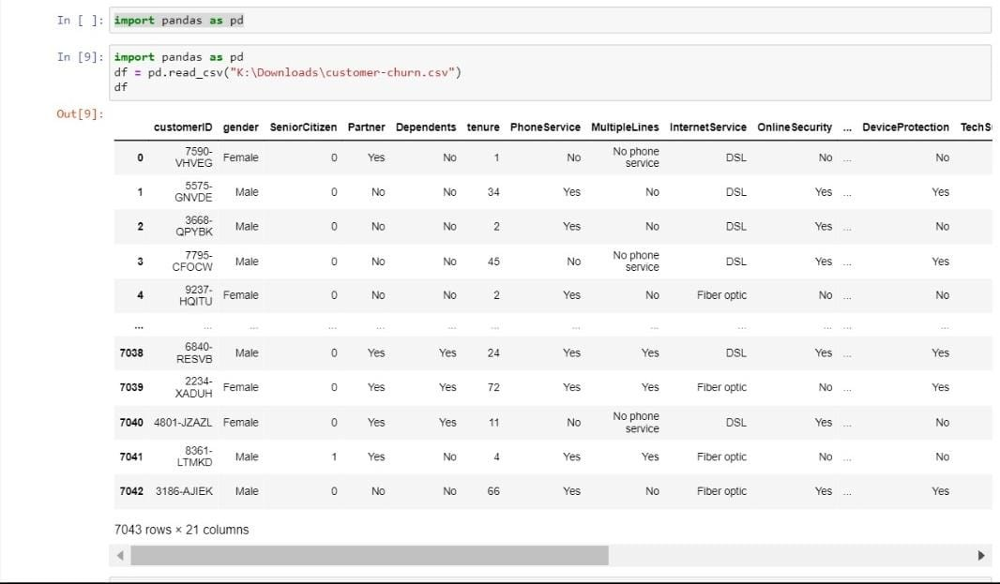 In [ ]: import pandas as pd
In [9]: import pandas as pd
df = pd.read_csv("K:\Downloads\customer-churn.csv")
df
Out[9]:
customerID gender SeniorCitizen Partner Dependents tenure PhoneService MultipleLines InternetService OnlineSecurity ... DeviceProtection TechS
0 7590-VHVEG Female 0 Yes No 1 No No phone service DSL No ... No
1 5575-GNVDE Male 0 No No 34 Yes No DSL Yes ... Yes
2 3668-QPYBK Male 0 No No 2 Yes No DSL Yes ... No
3 7795-CFOCW Male 0 No No 45 No No phone service DSL Yes ... Yes
4 9237-HQITU Female 0 No No 2 Yes No Fiber optic No ... No
... ... ... ... ... ... ... ... ... ... ... ... ...
7038 6840-RESVB Male 0 Yes Yes 24 Yes Yes DSL Yes ... Yes
7039 2234-XADUH Female 0 Yes Yes 72 Yes Yes Fiber optic No ... Yes
7040 4801-JZAZL Female 0 Yes Yes 11 No No phone service DSL Yes ... No
7041 8361-LTMKD Male 1 Yes No 4 Yes Yes Fiber optic No ... No
7042 3186-AJIEK Male 0 No No 66 Yes No Fiber optic Yes ... Yes
7043 rows × 21 columns